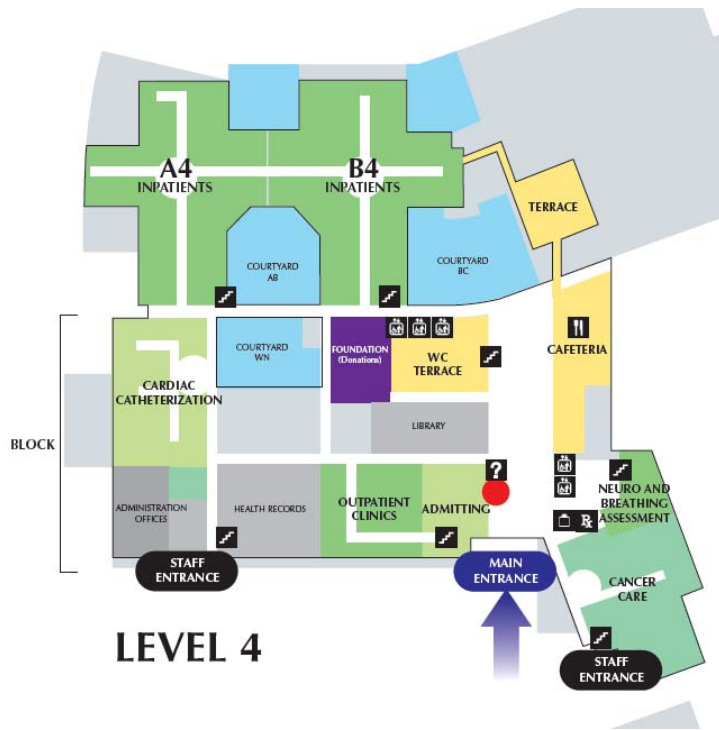 A4
INPATIENTS
B4
INPATIENTS
TERRACE
COURTYARD
AB
COURTYARD
BC
COURTYARD
WN
FOUNDATION
(Donations)
WC
TERRACE
CAFETERIA
CARDIAC
CATHETERIZATION
BLOCK
LIBRARY
?
ADMINISTRATION
OFFICES
HEALTH RECORDS
OUTPATIENT
CLINICS
ADMITTING
NEURO AND
BREATHING
ASSESSMENT
Rx
STAFF
ENTRANCE
MAIN
ENTRANCE
CANCER
CARE
LEVEL 4
STAFF
ENTRANCE